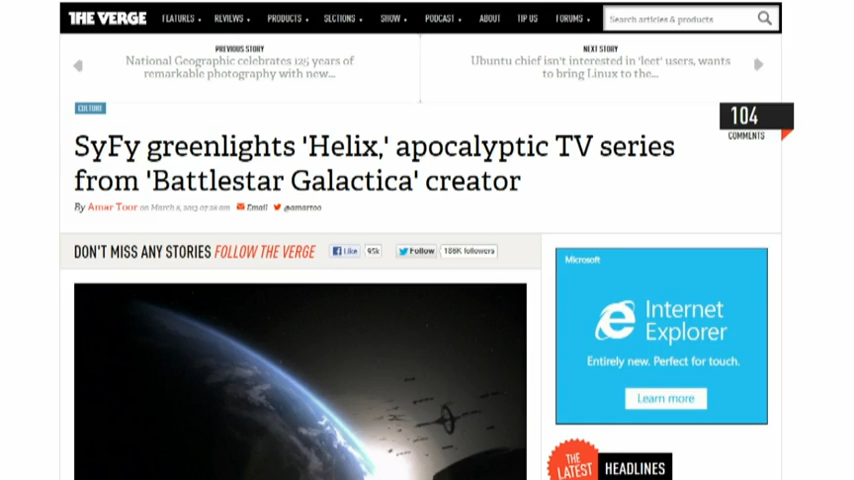 THE VERGE FEATURES REVIEWS PRODUCTS SECTIONS SHOW PODCAST ABOUT TIP US FORUMS Search articles & products
PREVIOUS STORY
National Geographic celebrates 125 years of
remarkable photography with new...
NEXT STORY
Ubuntu chief isn't interested in 'leet' users, wants
to bring Linux to the...
CULTURE
104
COMMENTS
SyFy greenlights 'Helix,' apocalyptic TV series
from 'Battlestar Galactica' creator
By Amar Toor on March 8, 2013 07:28 am Email @amartoo
DON'T MISS ANY STORIES FOLLOW THE VERGE Like 95k Follow 186K followers
Microsoft
Internet
Explorer
Entirely new. Perfect for touch.
Learn more
THE
LATEST
HEADLINES